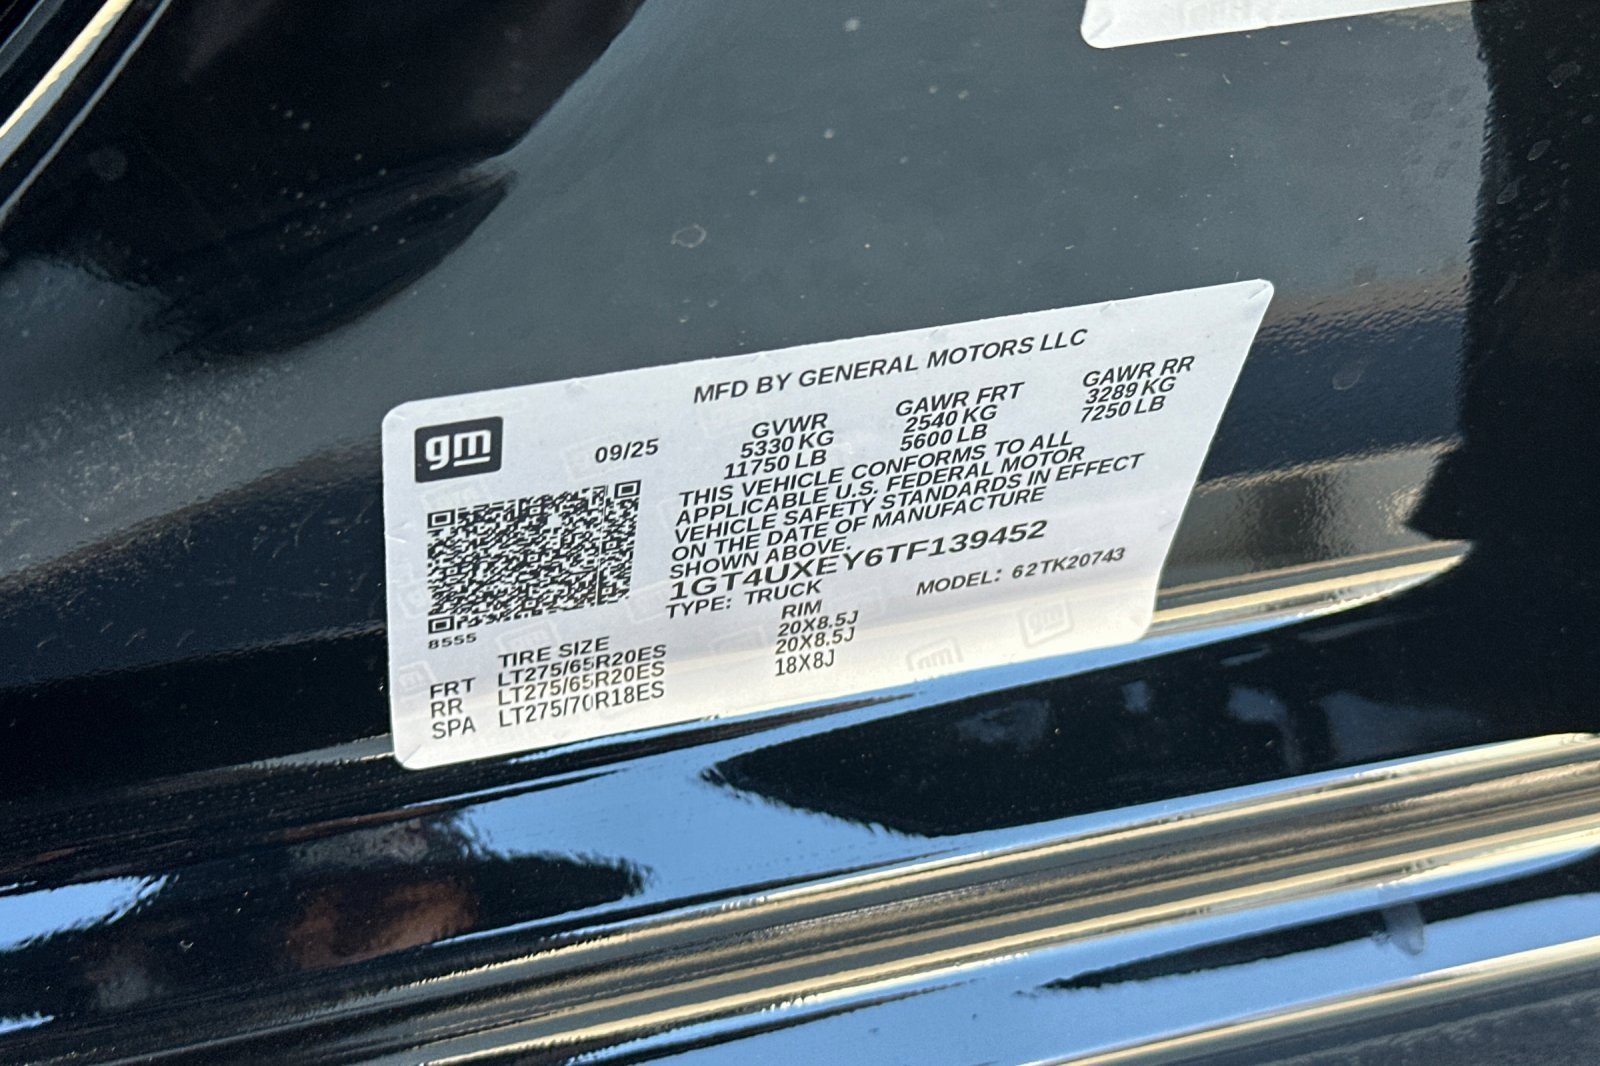 MFD BY GENERAL MOTORS LLC
gm
09/25
GVWR
5330 KG
11750 LB
GAWR FRT
2540 KG
5600 LB
GAWR RR
3289 KG
7250 LB
THIS VEHICLE CONFORMS TO ALL
APPLICABLE U.S. FEDERAL MOTOR
VEHICLE SAFETY STANDARDS IN EFFECT
ON THE DATE OF MANUFACTURE
SHOWN ABOVE.
1GT4UXEY6TF139452
TYPE: TRUCK
MODEL: 62TK20743
8555
TIRE SIZE RIM
FRT LT275/65R20ES 20X8.5J
RR LT275/65R20ES 20X8.5J
SPA LT275/70R18ES 18X8J